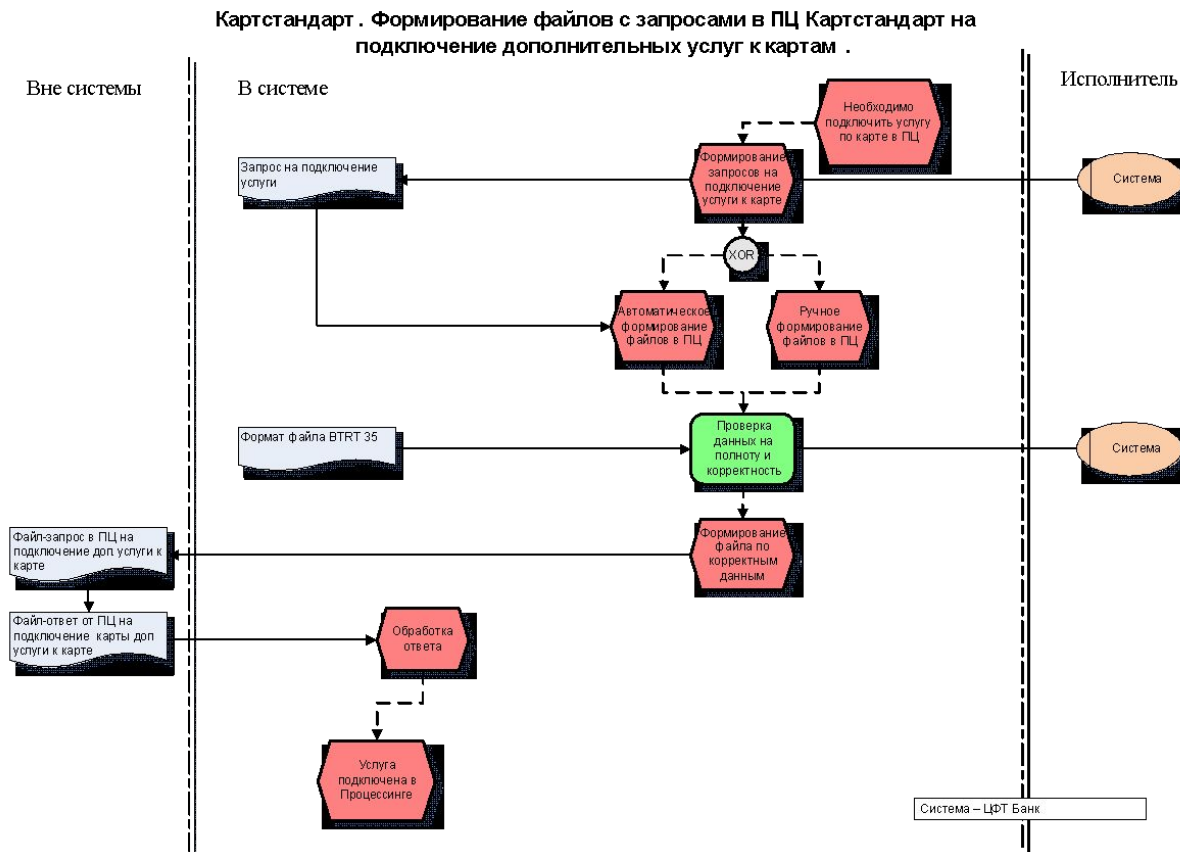 Картстандарт . Формирование файлов с запросами в ПЦ Картстандарт на
подключение дополнительных услуг к картам .
Вне системы
В системе
Исполнитель
Необходимо
подключить услугу
по карте в ПЦ
Запрос на подключение
услуги
Формирование
запросов на
подключение
услуги к карте
Система
XOR
Автоматическое
формирование
файлов в ПЦ
Ручное
формирование
файлов в ПЦ
Формат файла BTRT 35
Проверка
данных на
полноту и
корректность
Система
Файл-запрос в ПЦ на
подключение доп. услуги к
карте
Формирование
файла по
корректным
данным
Файл-ответ от ПЦ на
подключение карты доп
услуги к карте
Обработка
ответа
Услуга
подключена в
Процессинге
Система – ЦФТ Банк